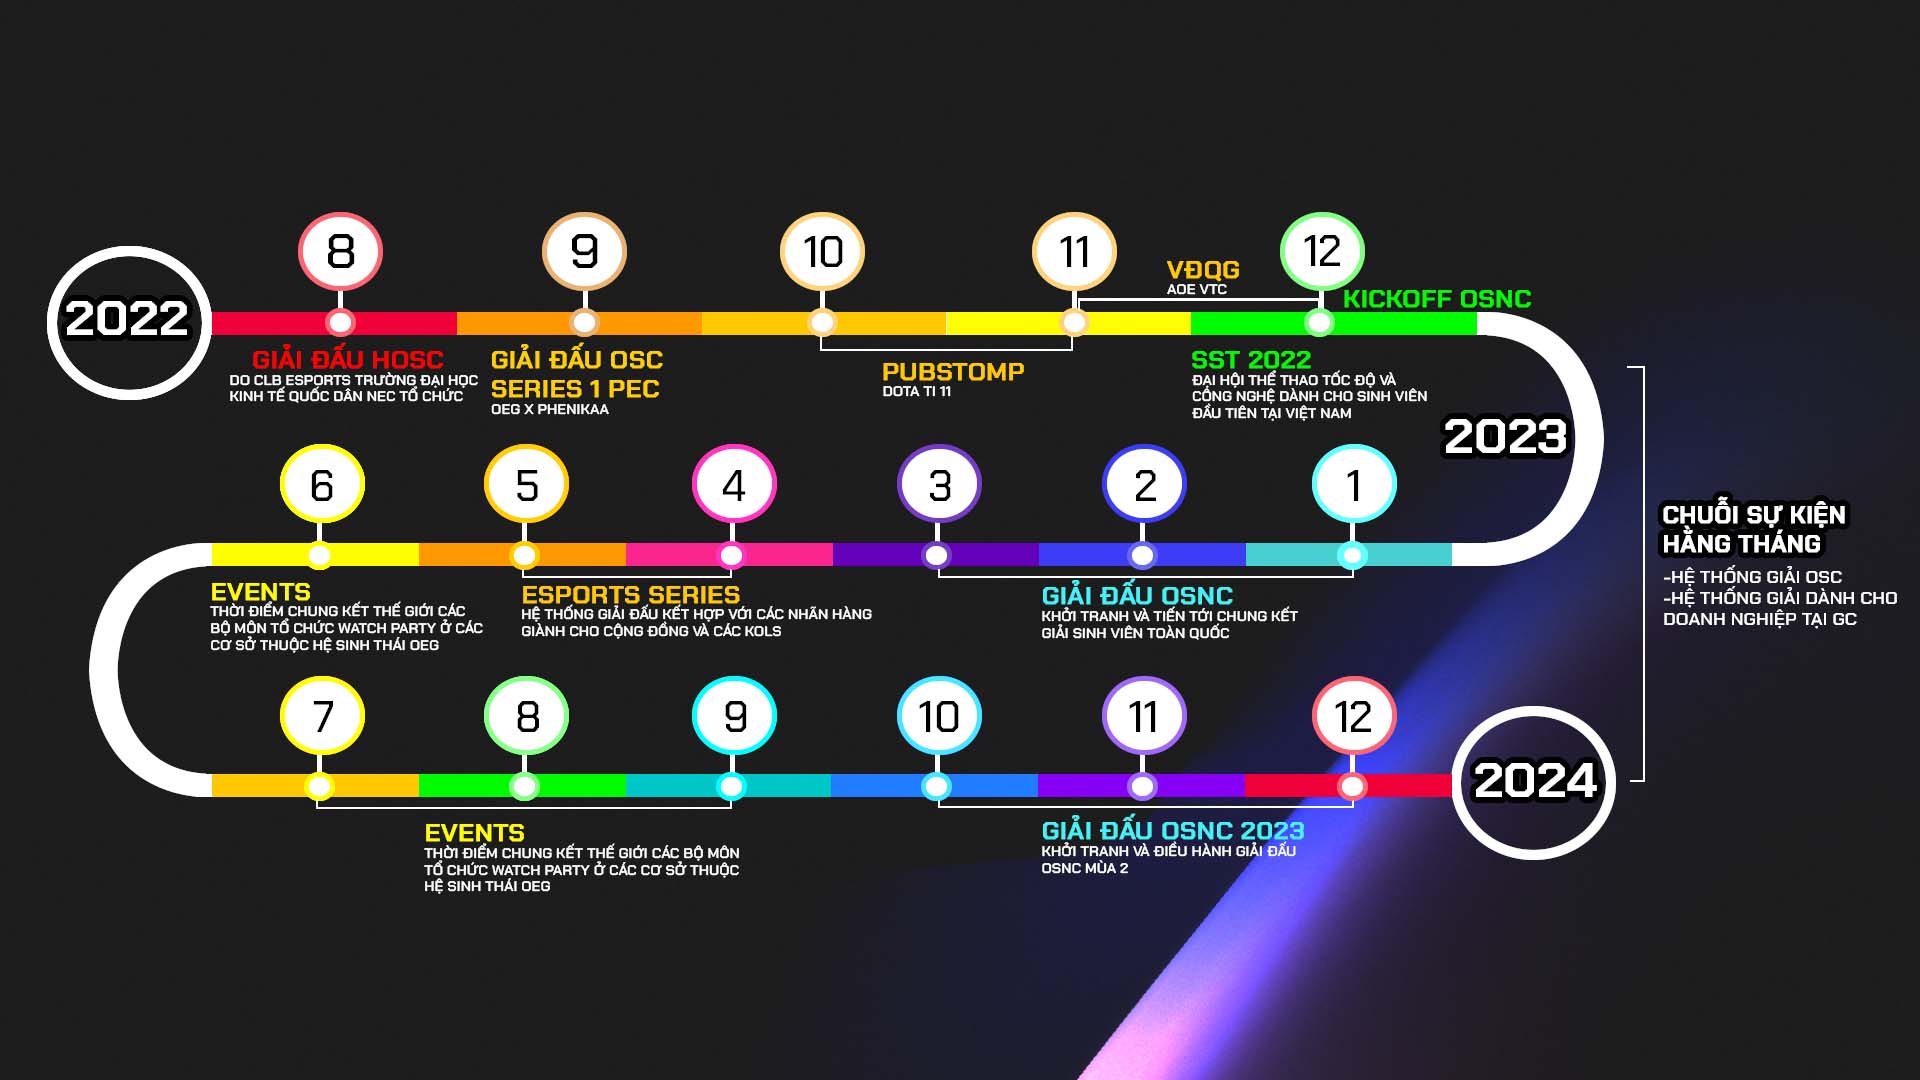 8
9
10
11
12
2022
VĐQG
AOE VTC
KICKOFF OSNC
GIẢI ĐẤU HOSC
DO CLB ESPORTS TRƯỜNG ĐẠI HỌC
KINH TẾ QUỐC DÂN NEC TỔ CHỨC
GIẢI ĐẤU OSC
SERIES 1 PEC
OEG X PHENIKAA
PUBSTOMP
DOTA TI 11
SST 2022
ĐẠI HỘI THỂ THAO TỐC ĐỘ VÀ
CÔNG NGHỆ DÀNH CHO SINH VIÊN
ĐẦU TIÊN TẠI VIỆT NAM
2023
6
5
4
3
2
1
EVENTS
THỜI ĐIỂM CHUNG KẾT THẾ GIỚI CÁC
BỘ MÔN TỔ CHỨC WATCH PARTY Ở CÁC
CƠ SỞ THUỘC HỆ SINH THÁI OEG
ESPORTS SERIES
HỆ THỐNG GIẢI ĐẤU KẾT HỢP VỚI CÁC NHÃN HÀNG
GIÀNH CHO CỘNG ĐỒNG VÀ CÁC KOLS
GIẢI ĐẤU OSNC
KHỞI TRANH VÀ TIẾN TỚI CHUNG KẾT
GIẢI SINH VIÊN TOÀN QUỐC
CHUỖI SỰ KIỆN
HẰNG THÁNG
-HỆ THỐNG GIẢI OSC
-HỆ THỐNG GIẢI DÀNH CHO
DOANH NGHIỆP TẠI GC
7
8
9
10
11
12
2024
EVENTS
THỜI ĐIỂM CHUNG KẾT THẾ GIỚI CÁC BỘ MÔN
TỔ CHỨC WATCH PARTY Ở CÁC CƠ SỞ THUỘC
HỆ SINH THÁI OEG
GIẢI ĐẤU OSNC 2023
KHỞI TRANH VÀ ĐIỀU HÀNH GIẢI ĐẤU
OSNC MÙA 2